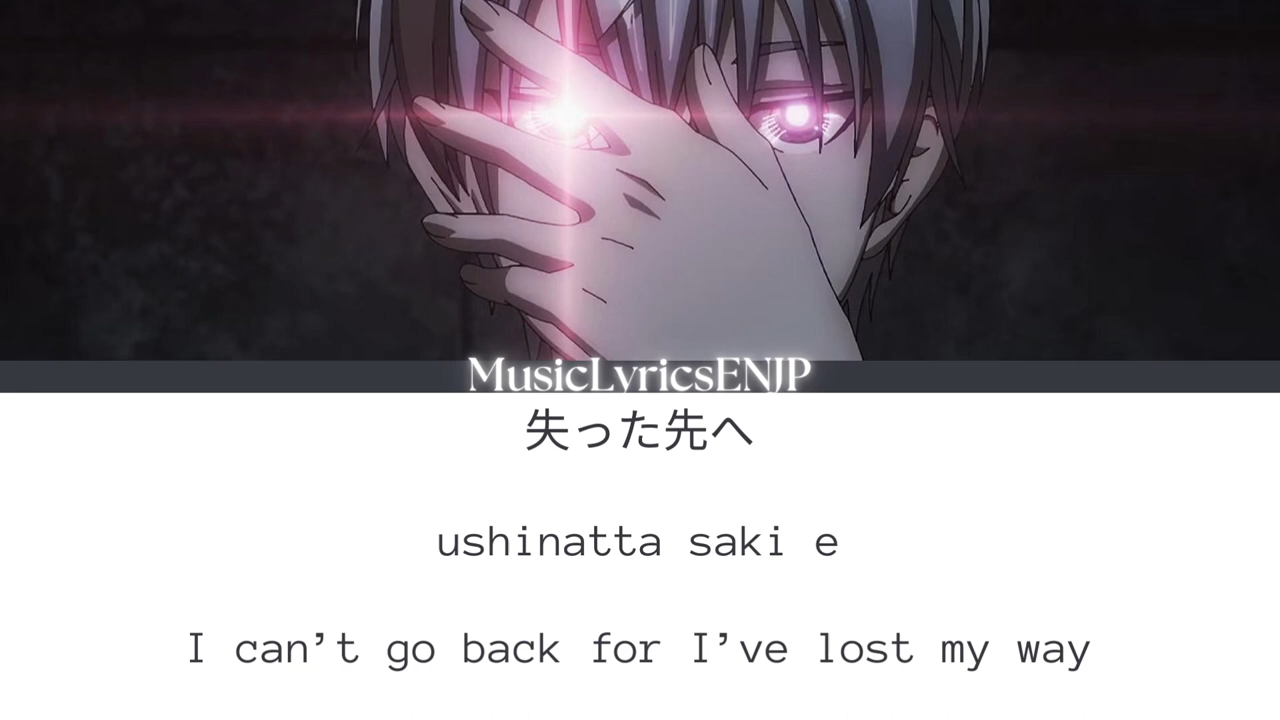 MusicLyricsENJP
失った先へ
ushinatta saki e
I can’t go back for I’ve lost my way